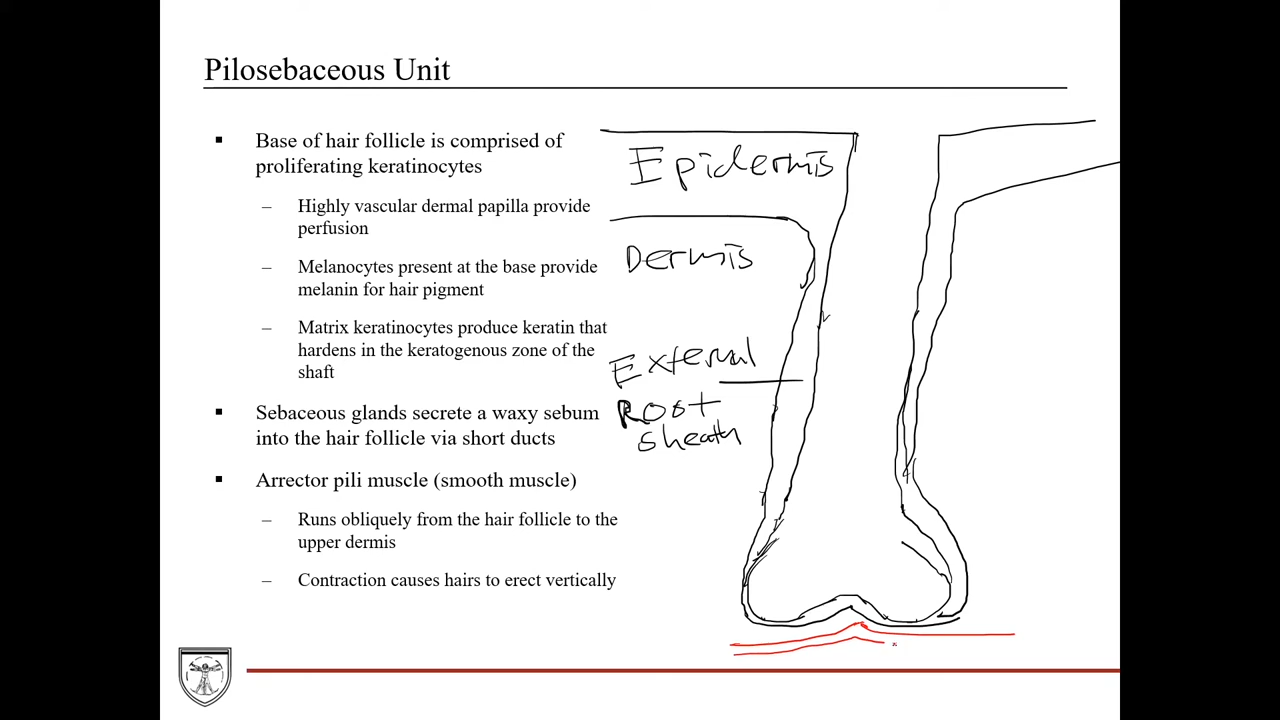 Pilosebaceous Unit
▪ Base of hair follicle is comprised of
proliferating keratinocytes
– Highly vascular dermal papilla provide
perfusion
– Melanocytes present at the base provide
melanin for hair pigment
– Matrix keratinocytes produce keratin that
hardens in the keratogenous zone of the
shaft
▪ Sebaceous glands secrete a waxy sebum
into the hair follicle via short ducts
▪ Arrector pili muscle (smooth muscle)
– Runs obliquely from the hair follicle to the
upper dermis
– Contraction causes hairs to erect vertically
Epidermis
Dermis
External
Root
Sheath